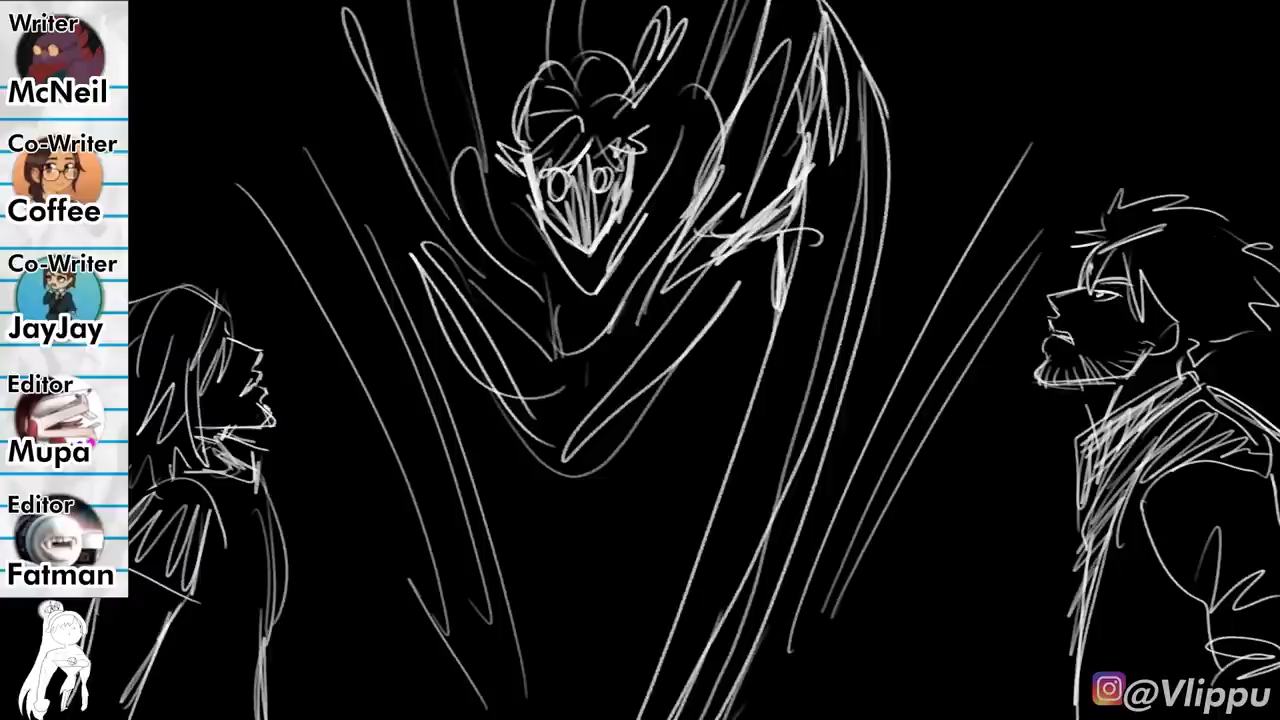 Writer
McNeil
Co-Writer
Coffee
Co-Writer
JayJay
Editor
Mupa
Editor
Fatman
@Vlippu